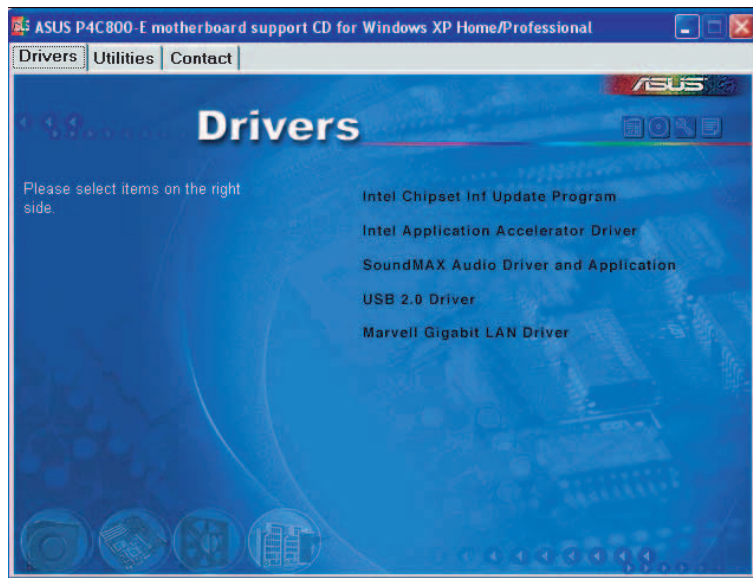 ASUS P4C800-E motherboard support CD for Windows XP Home/Professional
Drivers Utilities Contact
ASUS
Drivers
Please select items on the right
side.
Intel Chipset Inf Update Program
Intel Application Accelerator Driver
SoundMAX Audio Driver and Application
USB 2.0 Driver
Marvell Gigabit LAN Driver